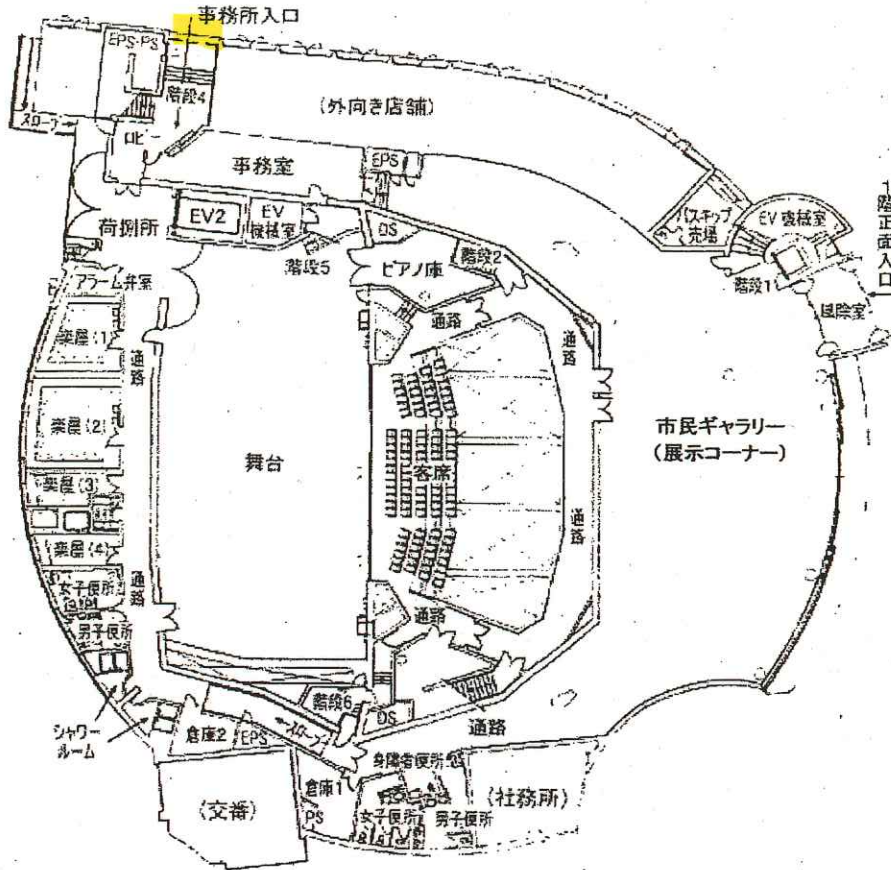 事務所入口
EPS・PS
階段4
スロープ
ロビー
(外向き店舗)
事務室
EPS
荷捌所
EV2
EV
機械室
階段5
DS
ピアノ庫
階段2
バスキップ
売場
EV機械室
階段1
1階正面入口
風除室
アラーム弁室
楽屋(1)
通路
通路
通路
楽屋(2)
舞台
客席
市民ギャラリー
(展示コーナー)
楽屋(3)
楽屋(4)
通路
通路
女子便所
男子便所
通路
シャワー
ルーム
倉庫2
EPS
スロープ
階段6
DS
通路
身障者便所
(交番)
倉庫1
PS
女子便所
男子便所
(社務所)